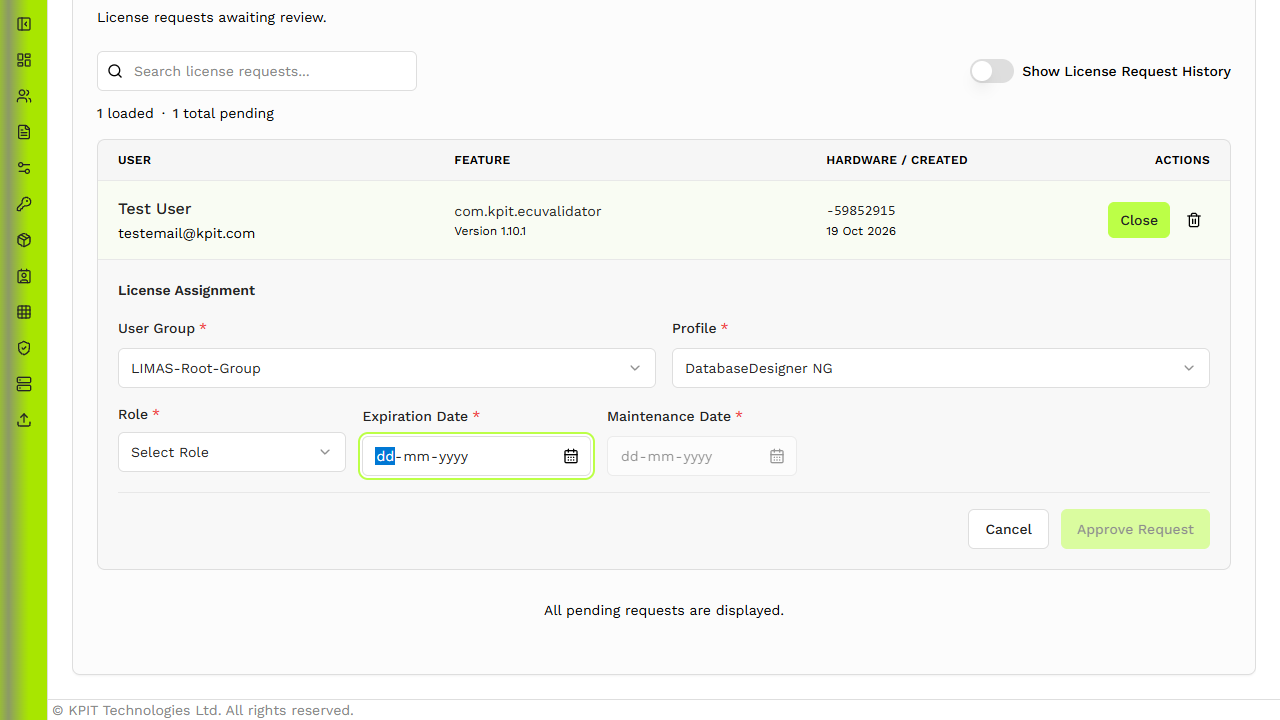 License requests awaiting review.
Search license requests...
Show License Request History
1 loaded · 1 total pending
USER FEATURE HARDWARE / CREATED ACTIONS
Test User com.kpit.ecuvalidator -59852915 Close
testemail@kpit.com Version 1.10.1 19 Oct 2026
License Assignment
User Group * Profile *
LIMAS-Root-Group DatabaseDesigner NG
Role * Expiration Date * Maintenance Date *
Select Role dd-mm-yyyy dd-mm-yyyy
Cancel Approve Request
All pending requests are displayed.
© KPIT Technologies Ltd. All rights reserved.